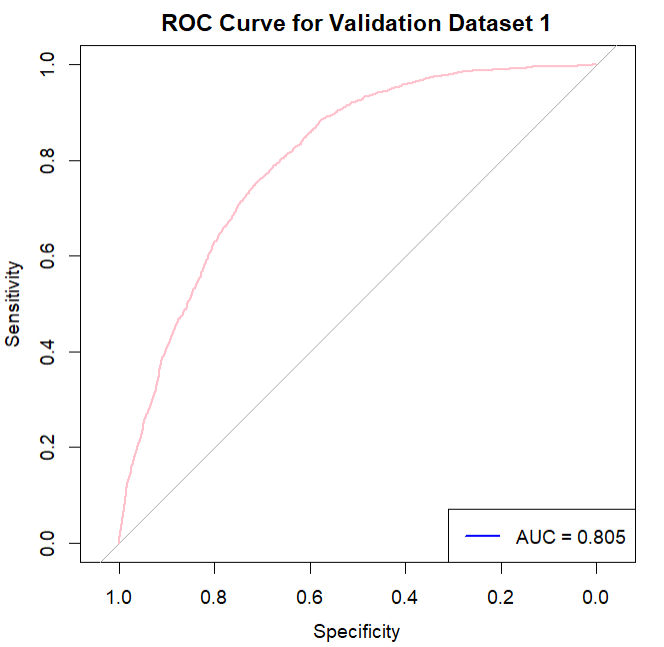 ROC Curve for Validation Dataset 1
Sensitivity
1.0
0.8
0.6
0.4
0.2
0.0
AUC = 0.805
1.0 0.8 0.6 0.4 0.2 0.0
Specificity